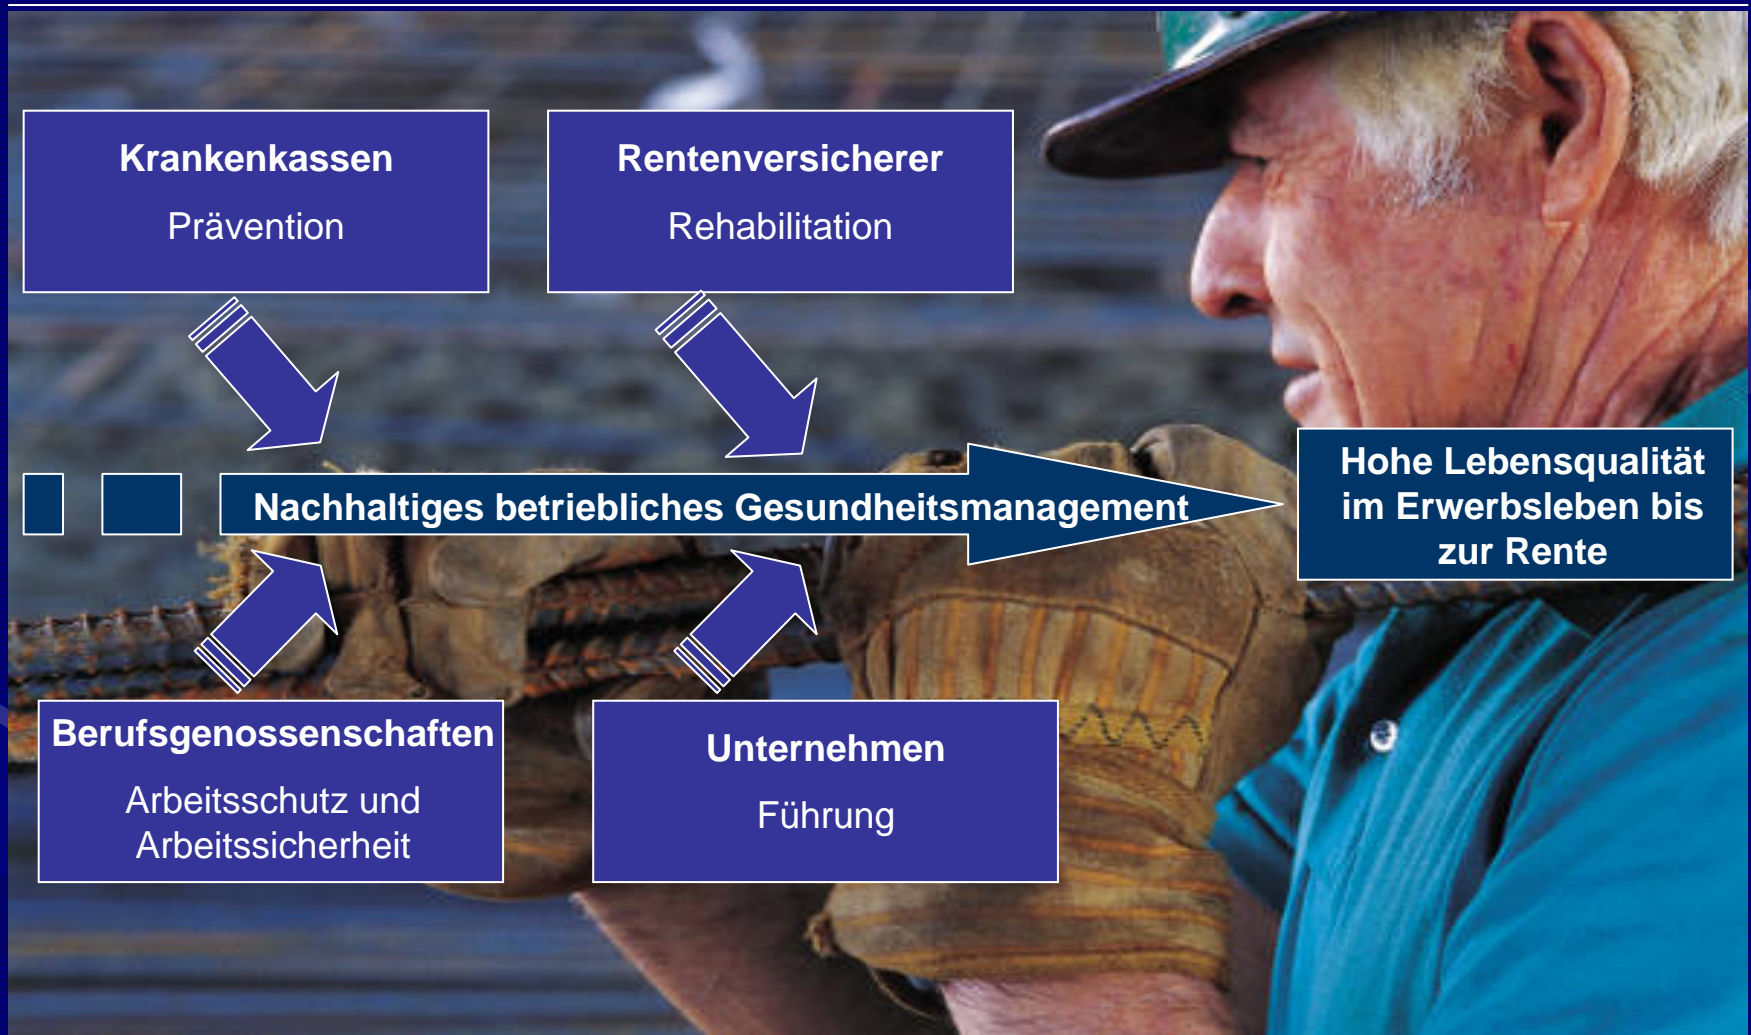 Krankenkassen
Prävention
Rentenversicherer
Rehabilitation
Nachhaltiges betriebliches Gesundheitsmanagement
Hohe Lebensqualität
im Erwerbsleben bis
zur Rente
Berufsgenossenschaften
Arbeitsschutz und
Arbeitssicherheit
Unternehmen
Führung